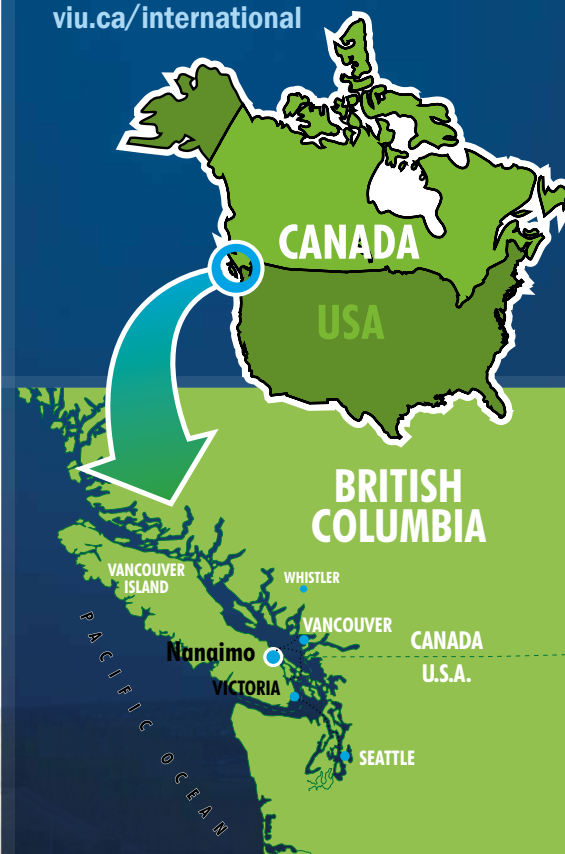 viu.ca/international
CANADA
USA
BRITISH
COLUMBIA
VANCOUVER
ISLAND
WHISTLER
VANCOUVER
Nanaimo
CANADA
U.S.A.
VICTORIA
PACIFIC OCEAN
SEATTLE